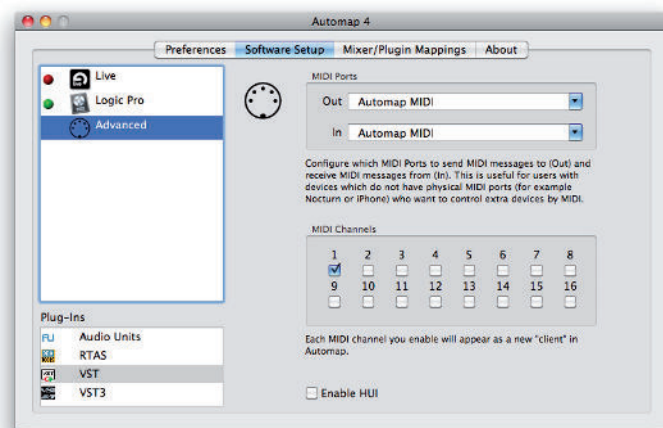 Automap 4
Preferences Software Setup Mixer/Plugin Mappings About
Live
Logic Pro
Advanced
MIDI Ports
Out Automap MIDI
In Automap MIDI
Configure which MIDI Ports to send MIDI messages to (Out) and
receive MIDI messages from (In). This is useful for users with
devices which do not have physical MIDI ports (for example
Nocturn or iPhone) who want to control extra devices by MIDI.
MIDI Channels
1 2 3 4 5 6 7 8
9 10 11 12 13 14 15 16
Each MIDI channel you enable will appear as a new "client" in
Automap.
Enable HUI
Plug-Ins
Audio Units
RTAS
VST
VST3